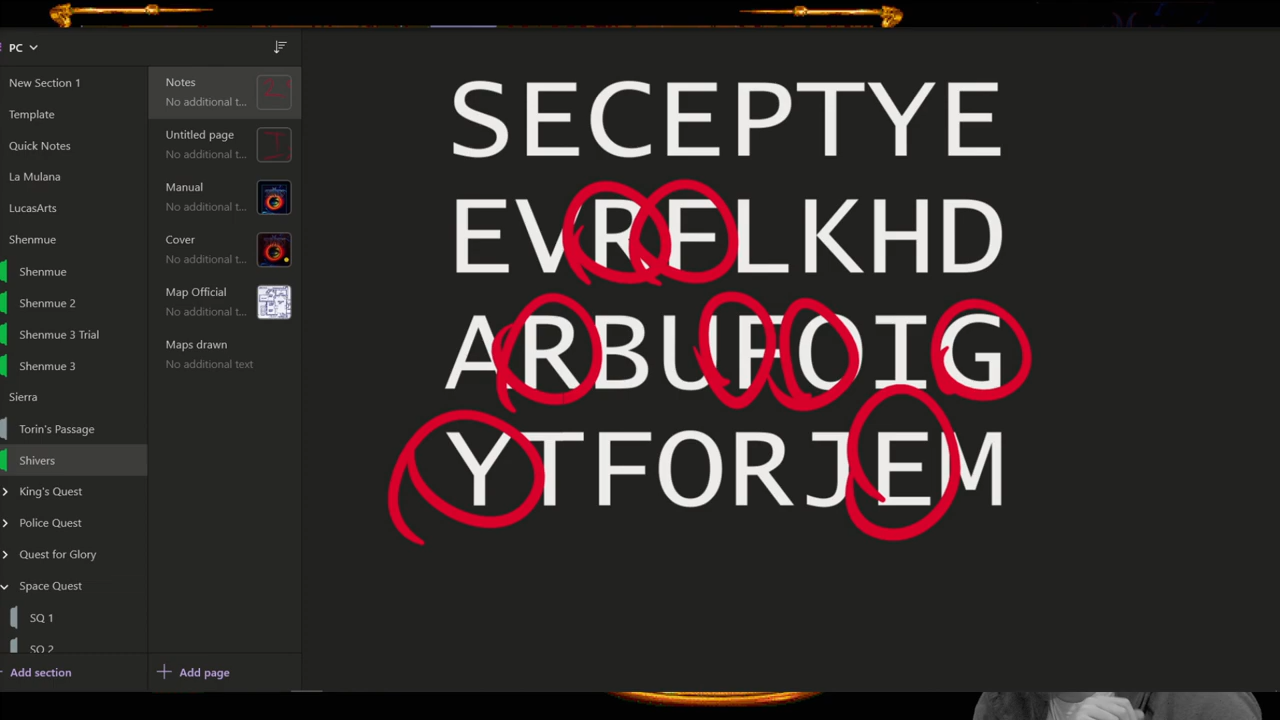 PC
New Section 1
Template
Quick Notes
La Mulana
LucasArts
Shenmue
Shenmue
Shenmue 2
Shenmue 3 Trial
Shenmue 3
Sierra
Torin's Passage
Shivers
King's Quest
Police Quest
Quest for Glory
Space Quest
SQ 1
SQ 2
Add section
Notes
No additional t...
Untitled page
No additional t...
Manual
No additional t...
Cover
No additional t...
Map Official
No additional t...
Maps drawn
No additional text
Add page
SECEPTYE
EVRFLKHD
ARBUFOIG
YTFORJEM